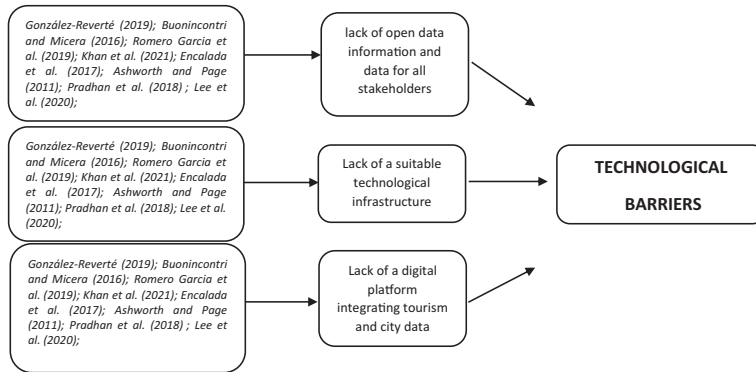 González-Reverté (2019); Buonincontri
and Micera (2016); Romero Garcia et
al. (2019); Khan et al. (2021); Encalada
et al. (2017); Ashworth and Page
(2011); Pradhan et al. (2018) ; Lee et
al. (2020);
lack of open data
information and
data for all
stakeholders
González-Reverté (2019); Buonincontri
and Micera (2016); Romero Garcia et al.
(2019); Khan et al. (2021); Encalada et
al. (2017); Ashworth and Page
(2011); Pradhan et al. (2018); Lee et al.
(2020);
Lack of a suitable
technological
infrastructure
TECHNOLOGICAL
BARRIERS
González-Reverté (2019); Buonincontri
and Micera (2016); Romero Garcia et
al. (2019); Khan et al. (2021); Encalada
et al. (2017); Ashworth and Page
(2011); Pradhan et al. (2018) ; Lee et
al. (2020);
Lack of a digital
platform
integrating tourism
and city data